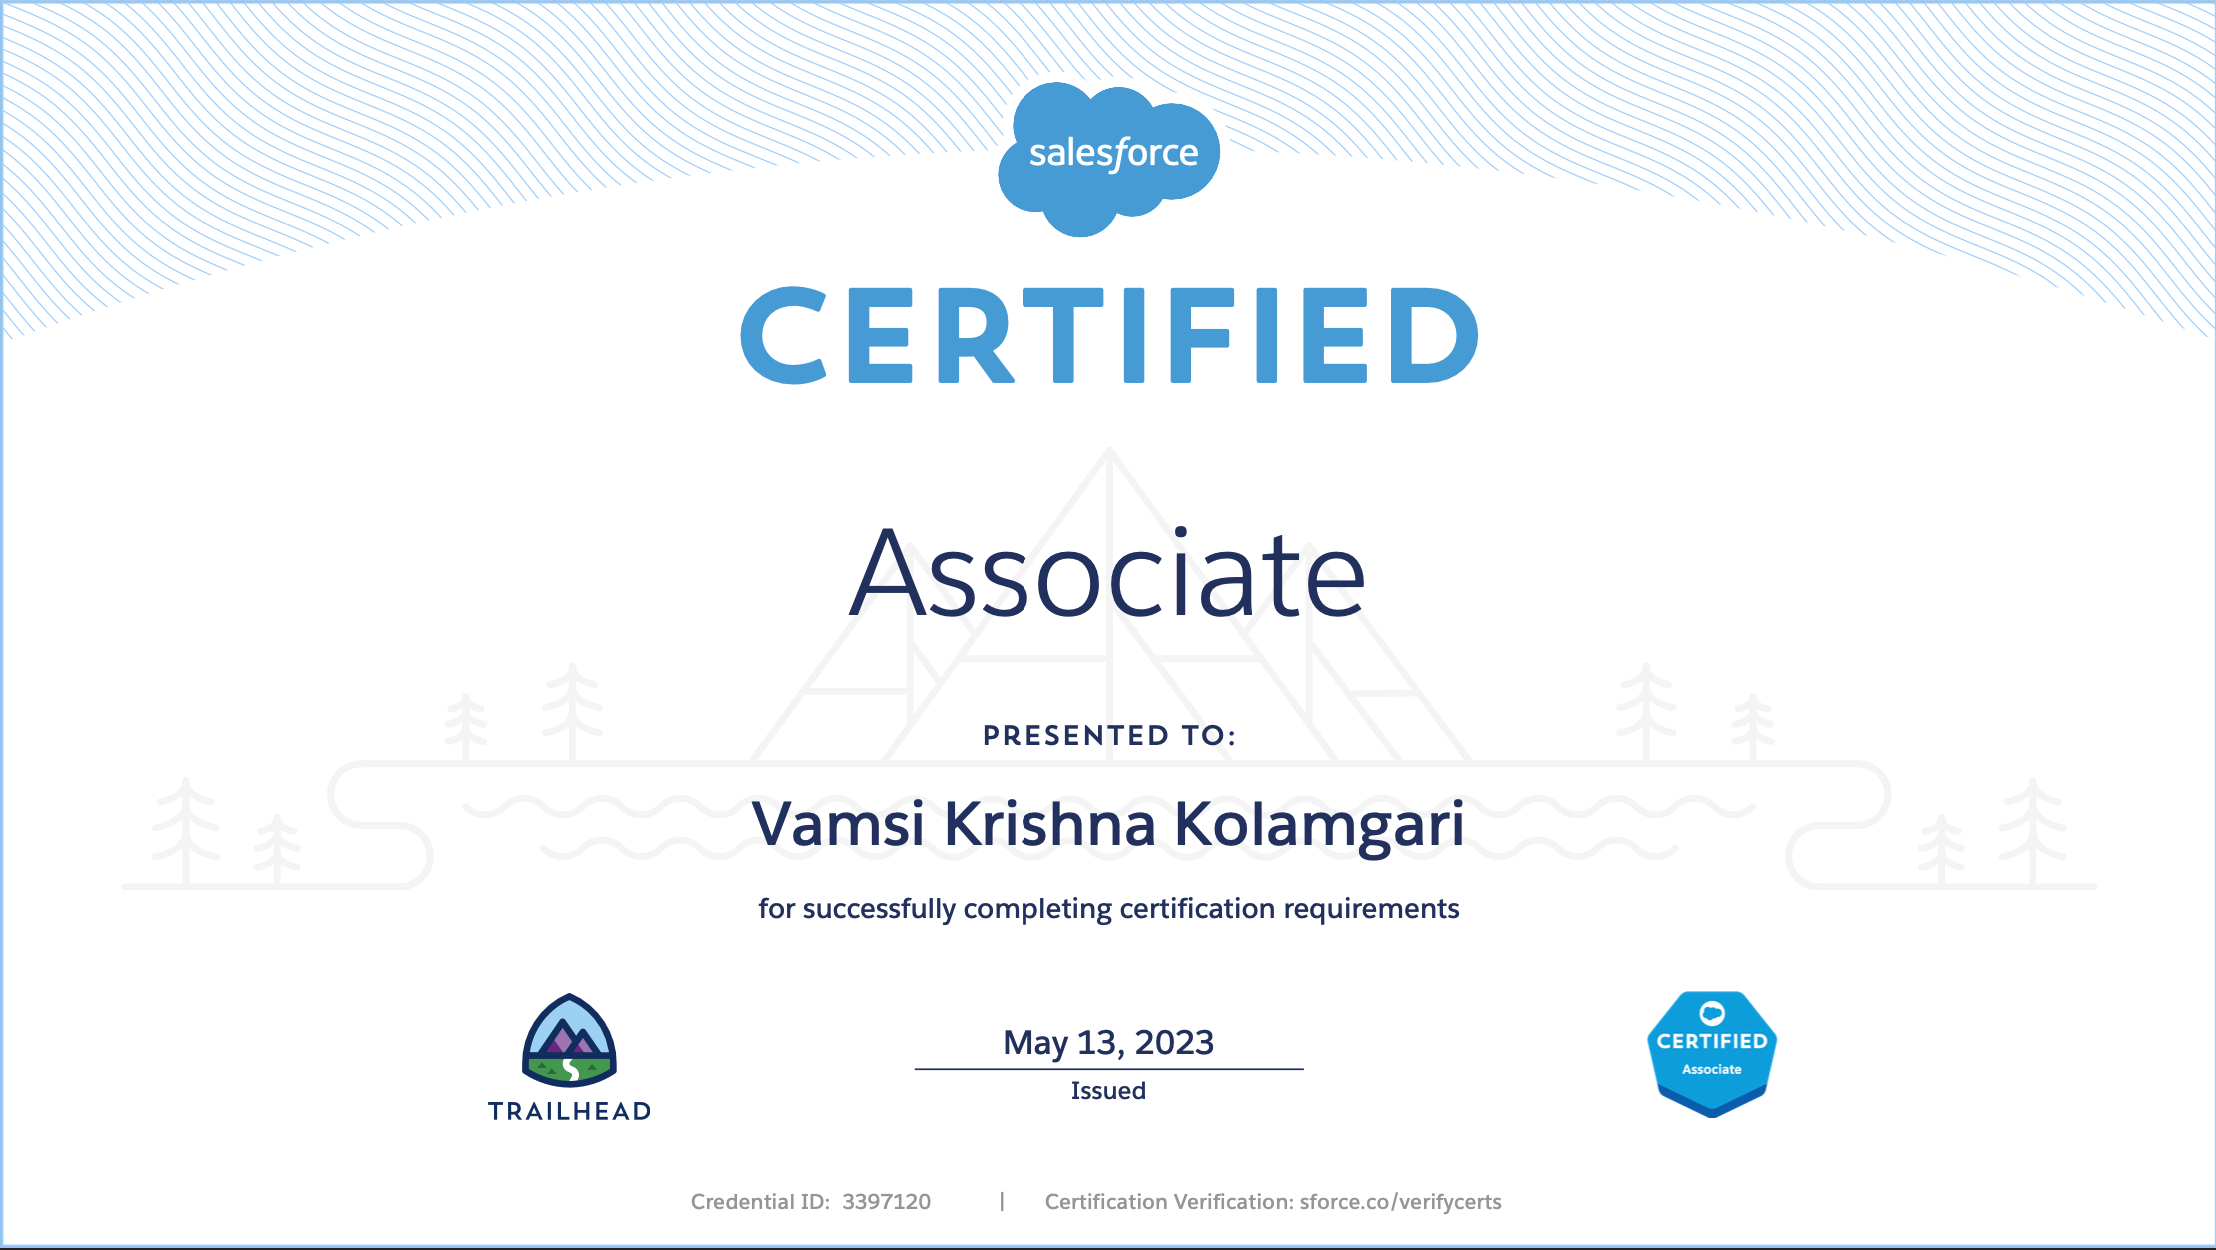 salesforce
CERTIFIED
Associate
PRESENTED TO:
Vamsi Krishna Kolamgari
for successfully completing certification requirements
May 13, 2023
Issued
TRAILHEAD
CERTIFIED
Associate
Credential ID: 3397120 | Certification Verification: sforce.co/verifycerts